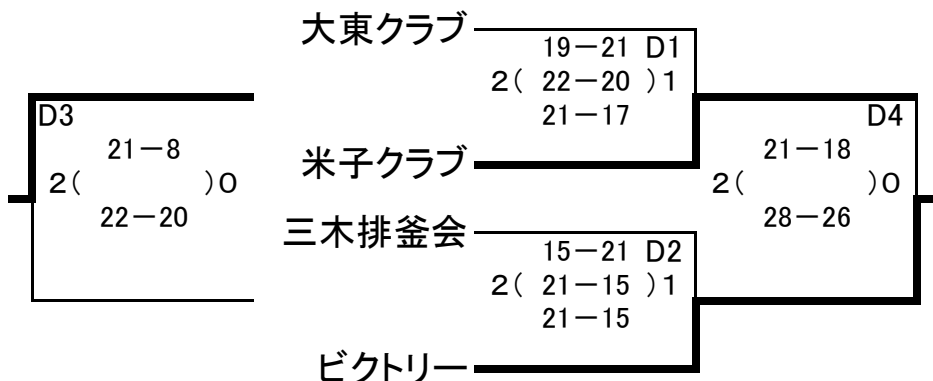 大東クラブ
19－21 D1
2( 22－20 )1
21－17
米子クラブ
D3
21－8
2( )0
22－20
D4
21－18
2( )0
28－26
三木排釜会
15－21 D2
2( 21－15 )1
21－15
ビクトリー